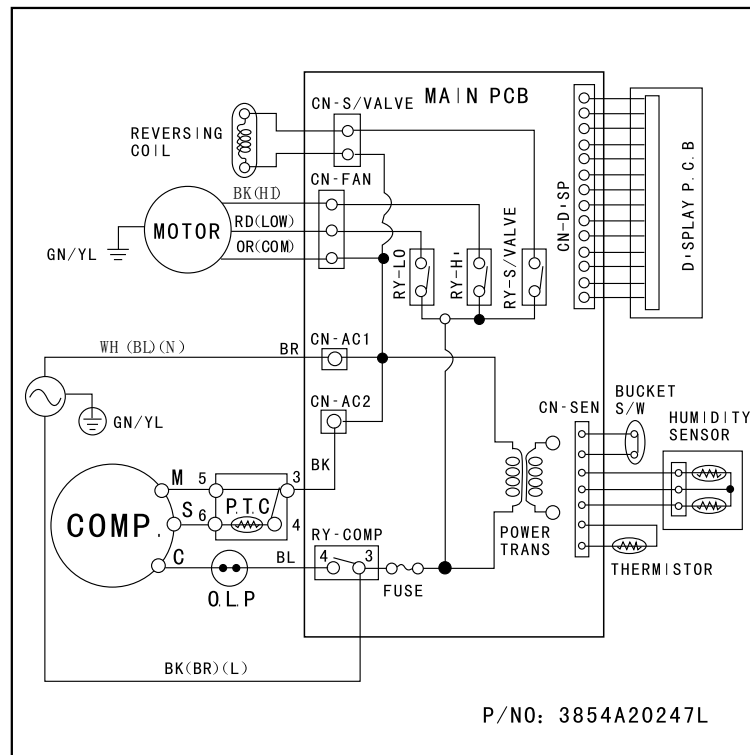 MAIN PCB
CN-S/VALVE
REVERSING
COIL
CN-FAN
BK(HI)
RD(LOW)
OR(COM)
MOTOR
GN/YL
RY-LO
RY-HI
RY-S/VALVE
CN-DISP
DISPLAY P.C.B
WH (BL)(N)
BR
CN-AC1
CN-AC2
GN/YL
BK
CN-SEN
BUCKET
S/W
HUMIDITY
SENSOR
M
5
3
P.T.C
S
6
4
COMP.
C
O.L.P
BL
RY-COMP
4
3
FUSE
POWER
TRANS
THERMISTOR
BK(BR)(L)
P/NO: 3854A20247L